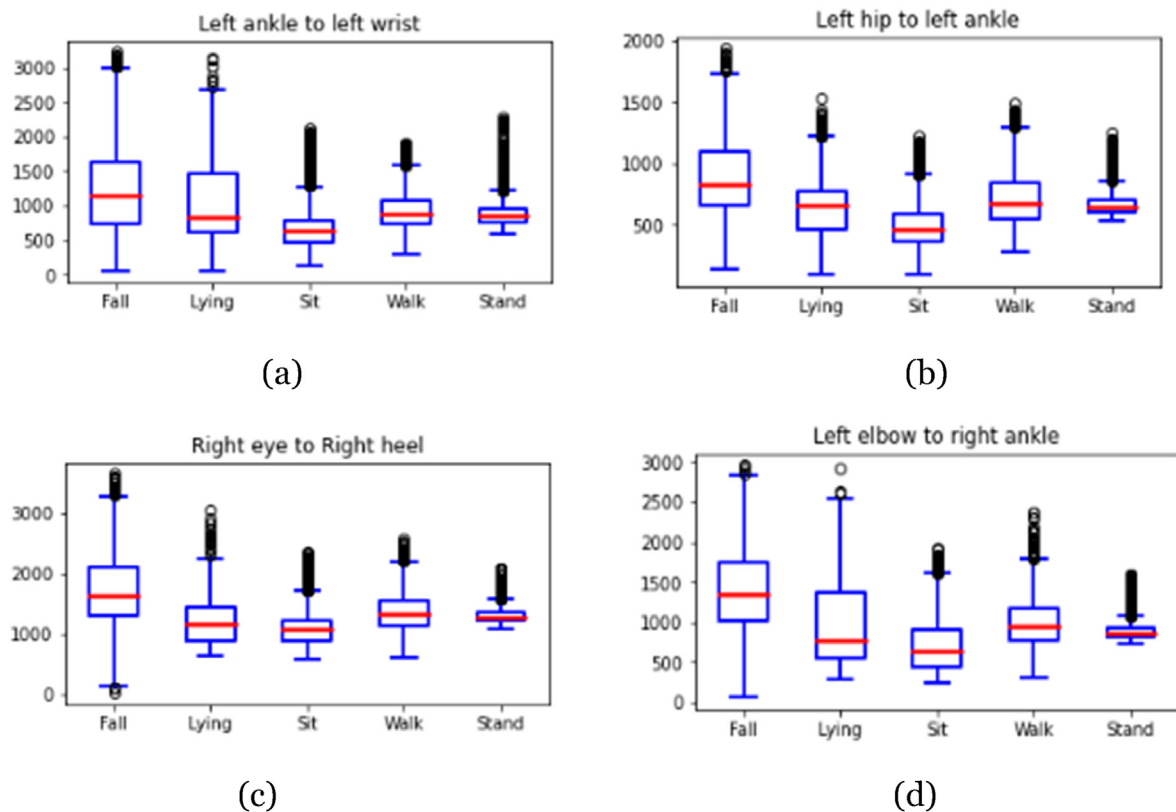 Left ankle to left wrist
3000
2500
2000
1500
1000
500
0
Fall Lying Sit Walk Stand
(a)
Left hip to left ankle
2000
1500
1000
500
Fall Lying Sit Walk Stand
(b)
Right eye to Right heel
3000
2000
1000
0
Fall Lying Sit Walk Stand
(c)
Left elbow to right ankle
3000
2500
2000
1500
1000
500
0
Fall Lying Sit Walk Stand
(d)